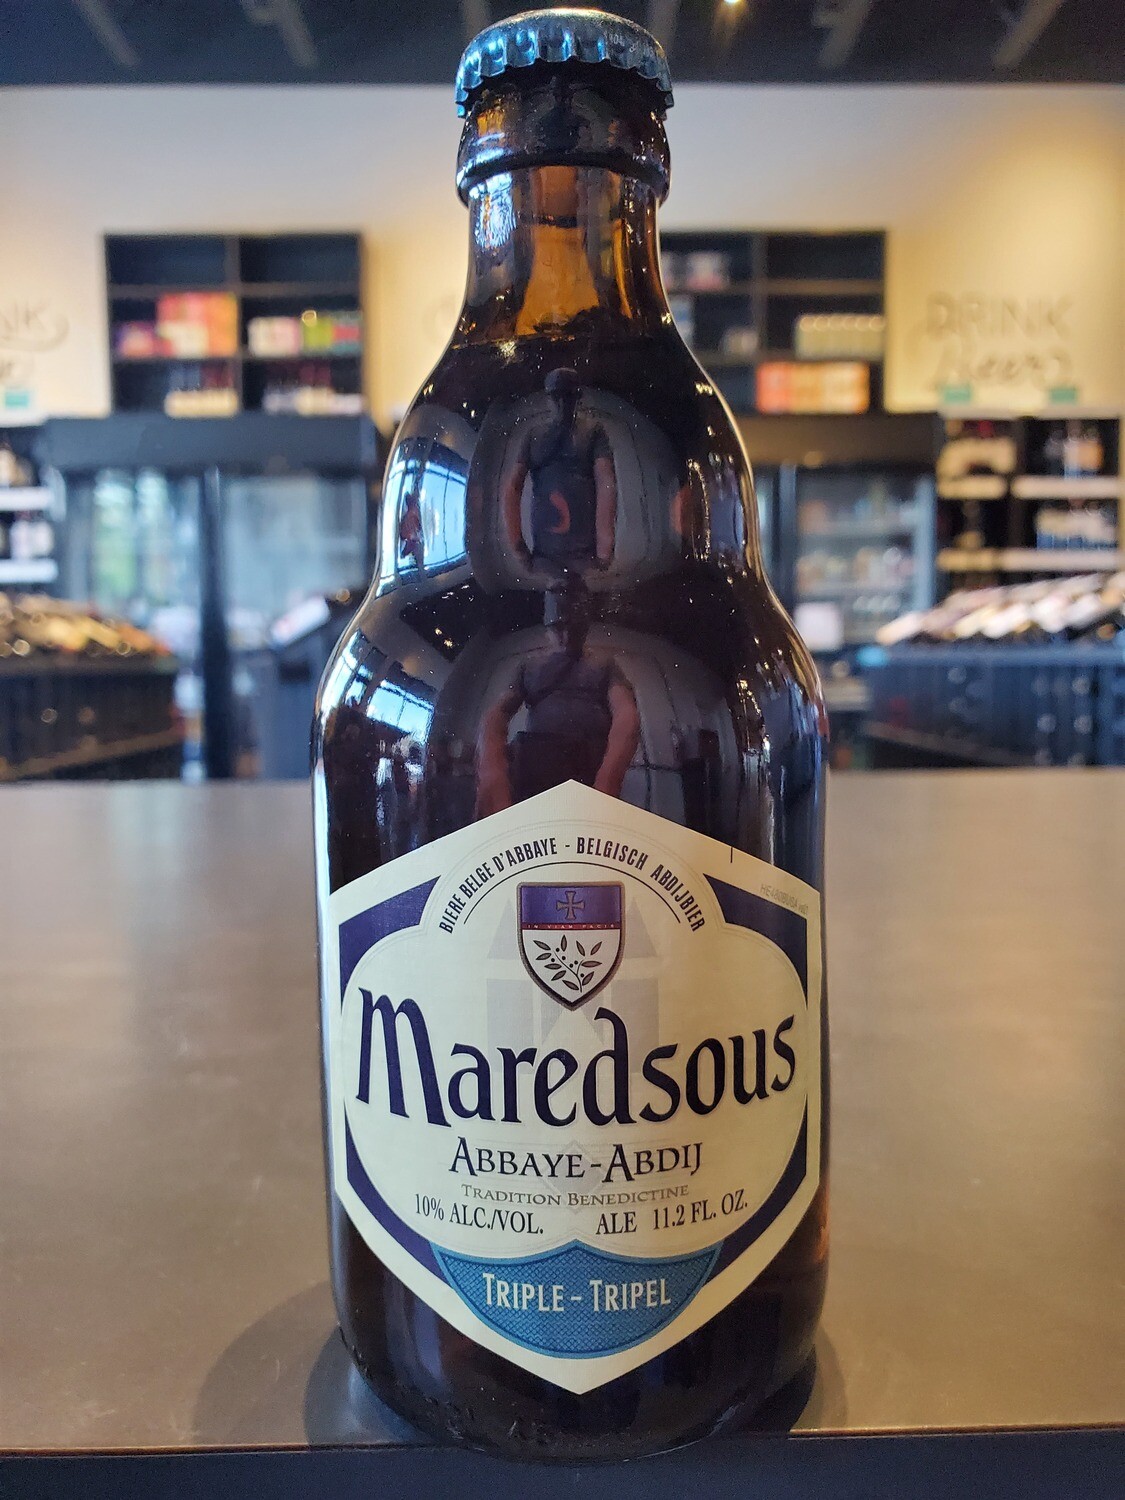 DRINK
Beer
BIERE BELGE D'ABBAYE - BELGISCH ABDIJBIER
Maredsous
ABBAYE-ABDIJ
TRADITION BENEDICTINE
10% ALC./VOL. ALE 11.2 FL. OZ.
TRIPLE - TRIPEL